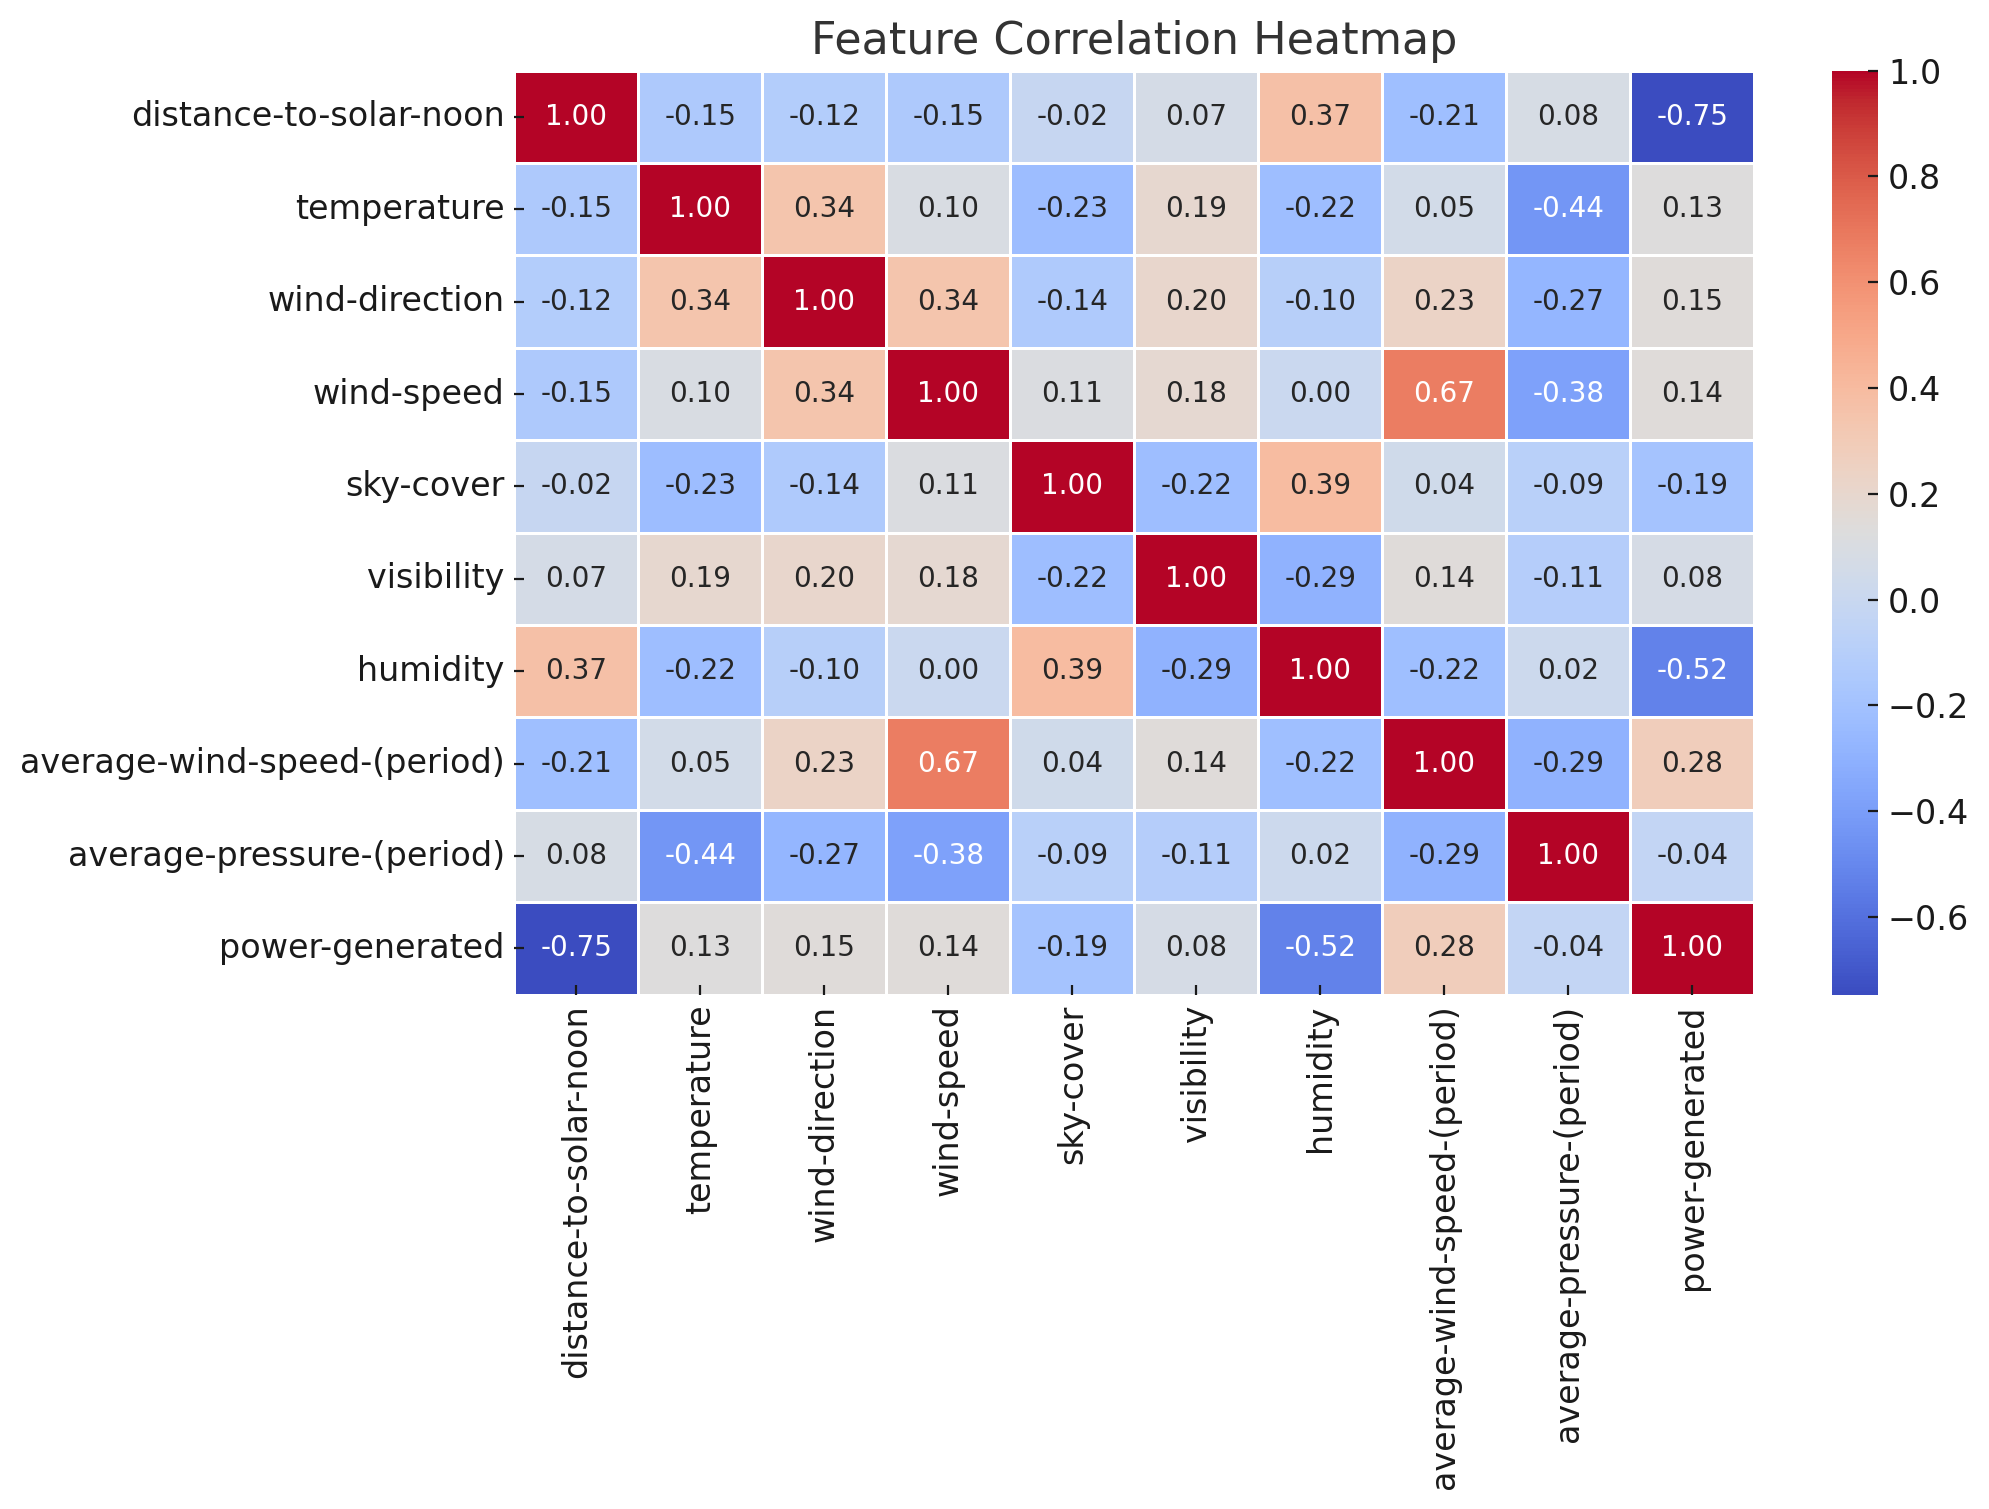 Feature Correlation Heatmap
distance-to-solar-noon 1.00 -0.15 -0.12 -0.15 -0.02 0.07 0.37 -0.21 0.08 -0.75
temperature -0.15 1.00 0.34 0.10 -0.23 0.19 -0.22 0.05 -0.44 0.13
wind-direction -0.12 0.34 1.00 0.34 -0.14 0.20 -0.10 0.23 -0.27 0.15
wind-speed -0.15 0.10 0.34 1.00 0.11 0.18 0.00 0.67 -0.38 0.14
sky-cover -0.02 -0.23 -0.14 0.11 1.00 -0.22 0.39 0.04 -0.09 -0.19
visibility 0.07 0.19 0.20 0.18 -0.22 1.00 -0.29 0.14 -0.11 0.08
humidity 0.37 -0.22 -0.10 0.00 0.39 -0.29 1.00 -0.22 0.02 -0.52
average-wind-speed-(period) -0.21 0.05 0.23 0.67 0.04 0.14 -0.22 1.00 -0.29 0.28
average-pressure-(period) 0.08 -0.44 -0.27 -0.38 -0.09 -0.11 0.02 -0.29 1.00 -0.04
power-generated -0.75 0.13 0.15 0.14 -0.19 0.08 -0.52 0.28 -0.04 1.00
distance-to-solar-noon
temperature
wind-direction
wind-speed
sky-cover
visibility
humidity
average-wind-speed-(period)
average-pressure-(period)
power-generated
1.0
0.8
0.6
0.4
0.2
0.0
−0.2
−0.4
−0.6